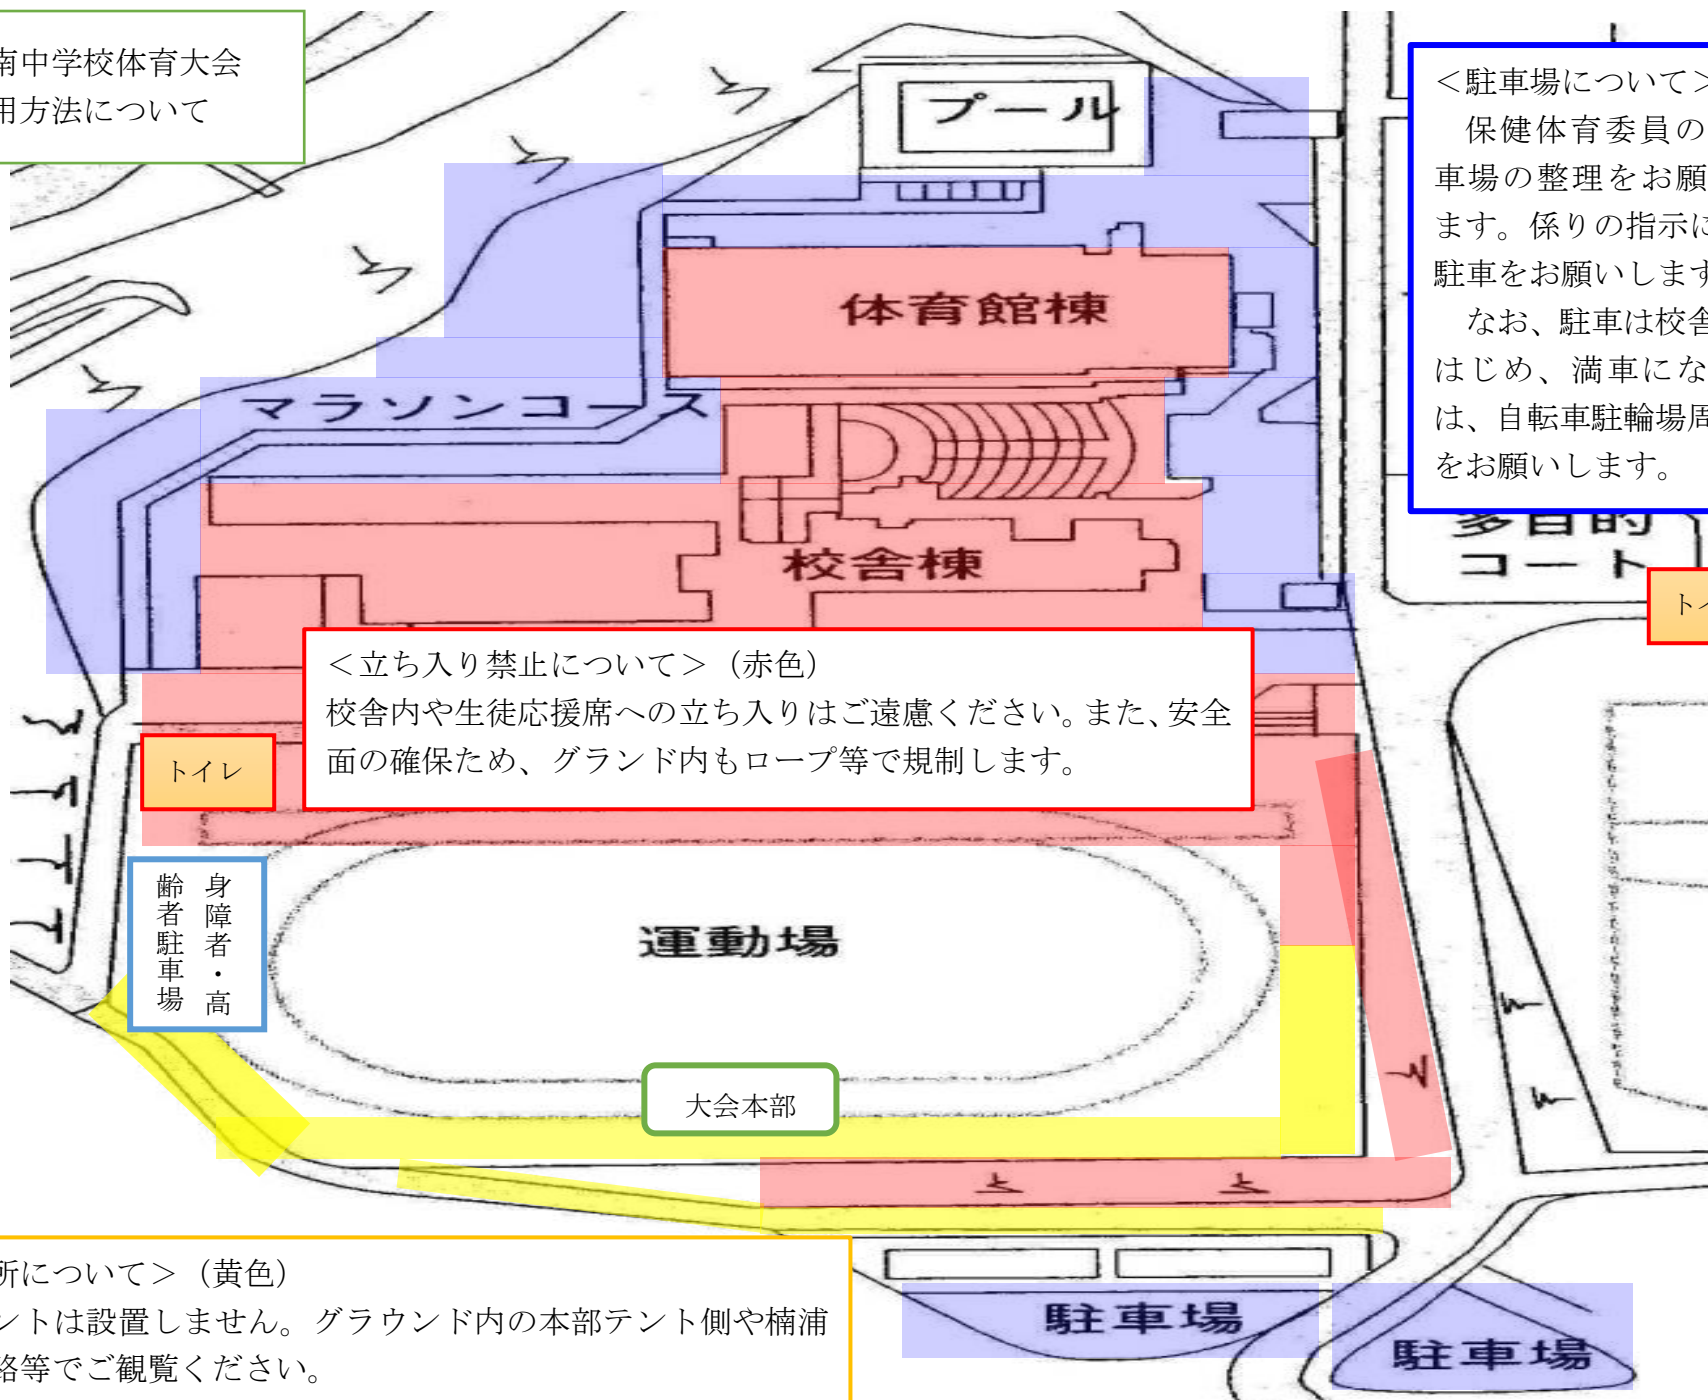 南中学校体育大会
用方法について
プール
＜駐車場について＞
保健体育委員の
車場の整理をお願
ます。係りの指示に
駐車をお願いします
なお、駐車は校舎
はじめ、満車にな
は、自転車駐輪場周
をお願いします。
体育館棟
マラソンコース
校舎棟
多目的
コート
トイ
＜立ち入り禁止について＞（赤色）
校舎内や生徒応援席への立ち入りはご遠慮ください。また、安全
面の確保ため、グランド内もロープ等で規制します。
トイレ
身障者・高
齢者駐車場
運動場
大会本部
所について＞（黄色）
ントは設置しません。グラウンド内の本部テント側や楠浦
路等でご観覧ください。
駐車場
駐車場